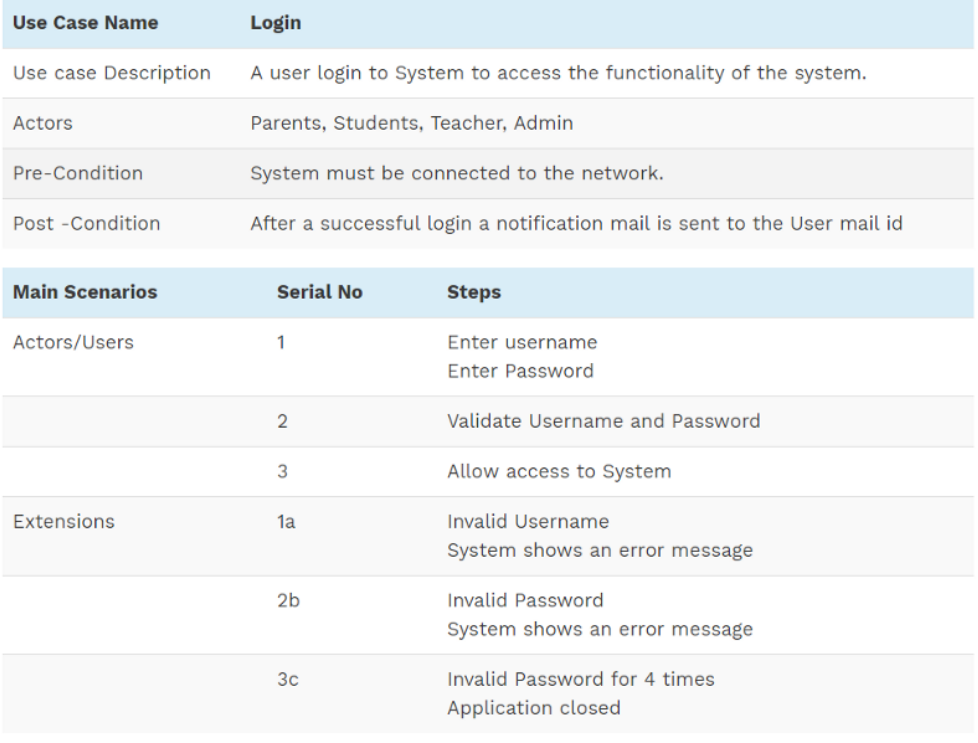 Use Case Name Login
Use case Description A user login to System to access the functionality of the system.
Actors Parents, Students, Teacher, Admin
Pre-Condition System must be connected to the network.
Post -Condition After a successful login a notification mail is sent to the User mail id
Main Scenarios Serial No Steps
Actors/Users 1 Enter username
Enter Password
2 Validate Username and Password
3 Allow access to System
Extensions 1a Invalid Username
System shows an error message
2b Invalid Password
System shows an error message
3c Invalid Password for 4 times
Application closed